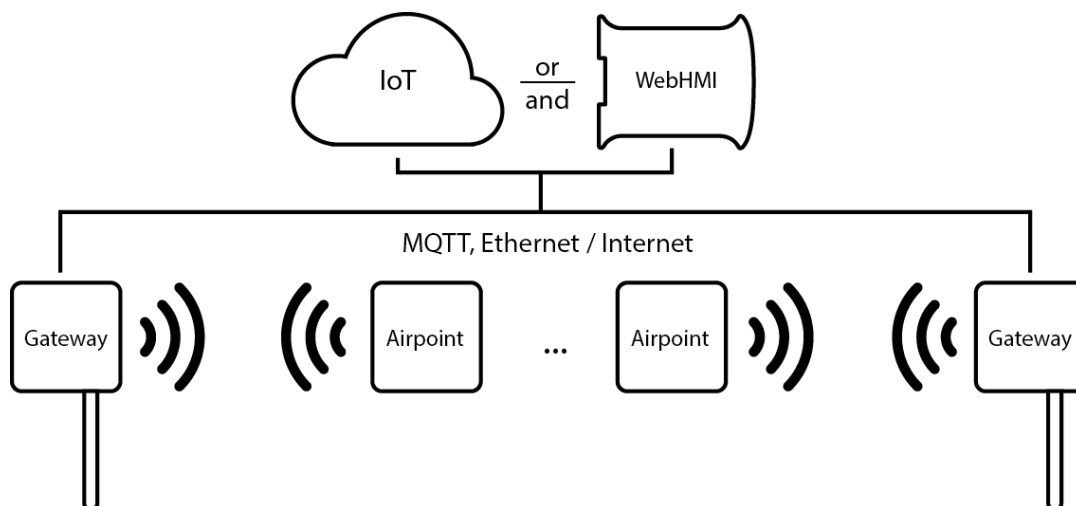 IoT
or
and
WebHMI
MQTT, Ethernet / Internet
Gateway
Airpoint
...
Airpoint
Gateway